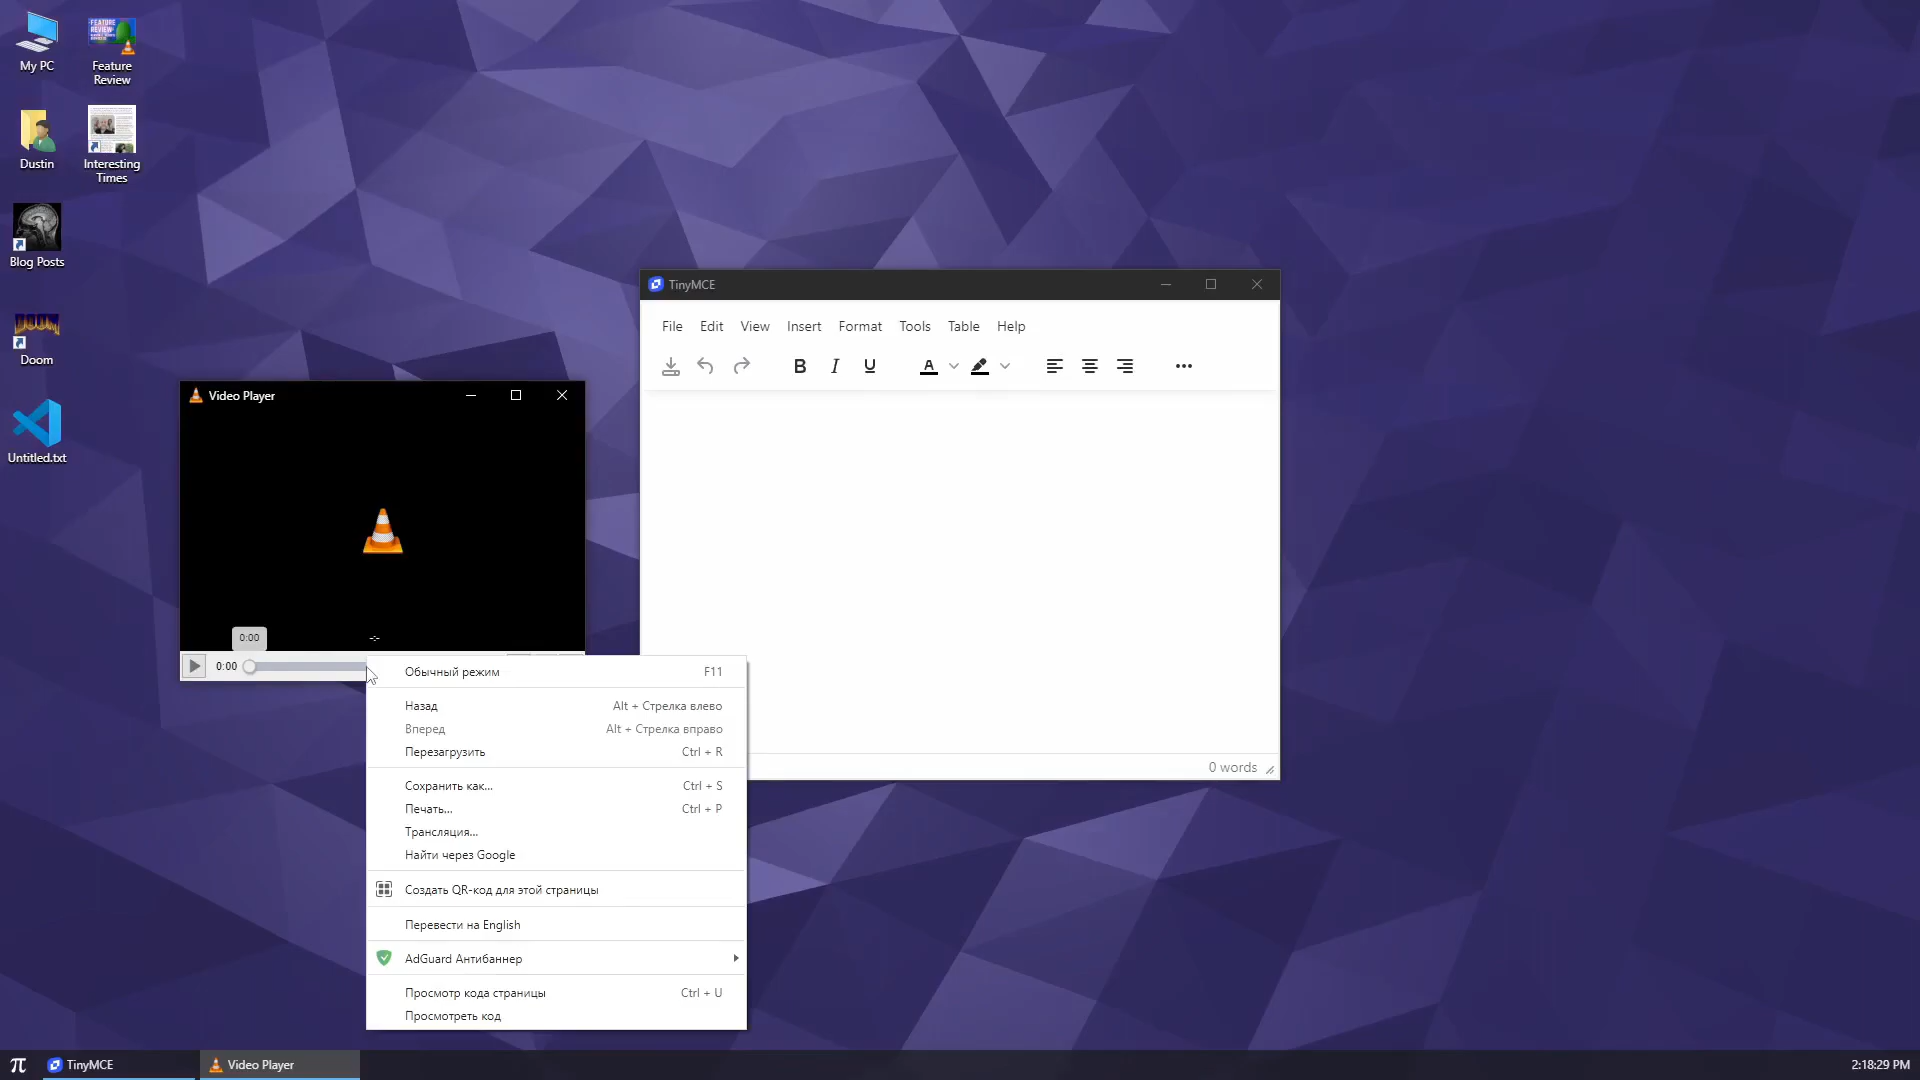 My PC
Feature
Review
Dustin
Interesting
Times
Blog Posts
Doom
Untitled.txt
Video Player
0:00
0:00
TinyMCE
File Edit View Insert Format Tools Table Help
B I U A
0 words
Обычный режим F11
Назад Alt + Стрелка влево
Вперед Alt + Стрелка вправо
Перезагрузить Ctrl + R
Сохранить как... Ctrl + S
Печать... Ctrl + P
Трансляция...
Найти через Google
Создать QR-код для этой страницы
Перевести на English
AdGuard Антибаннер
Просмотр кода страницы Ctrl + U
Просмотреть код
TinyMCE
Video Player
2:18:29 PM